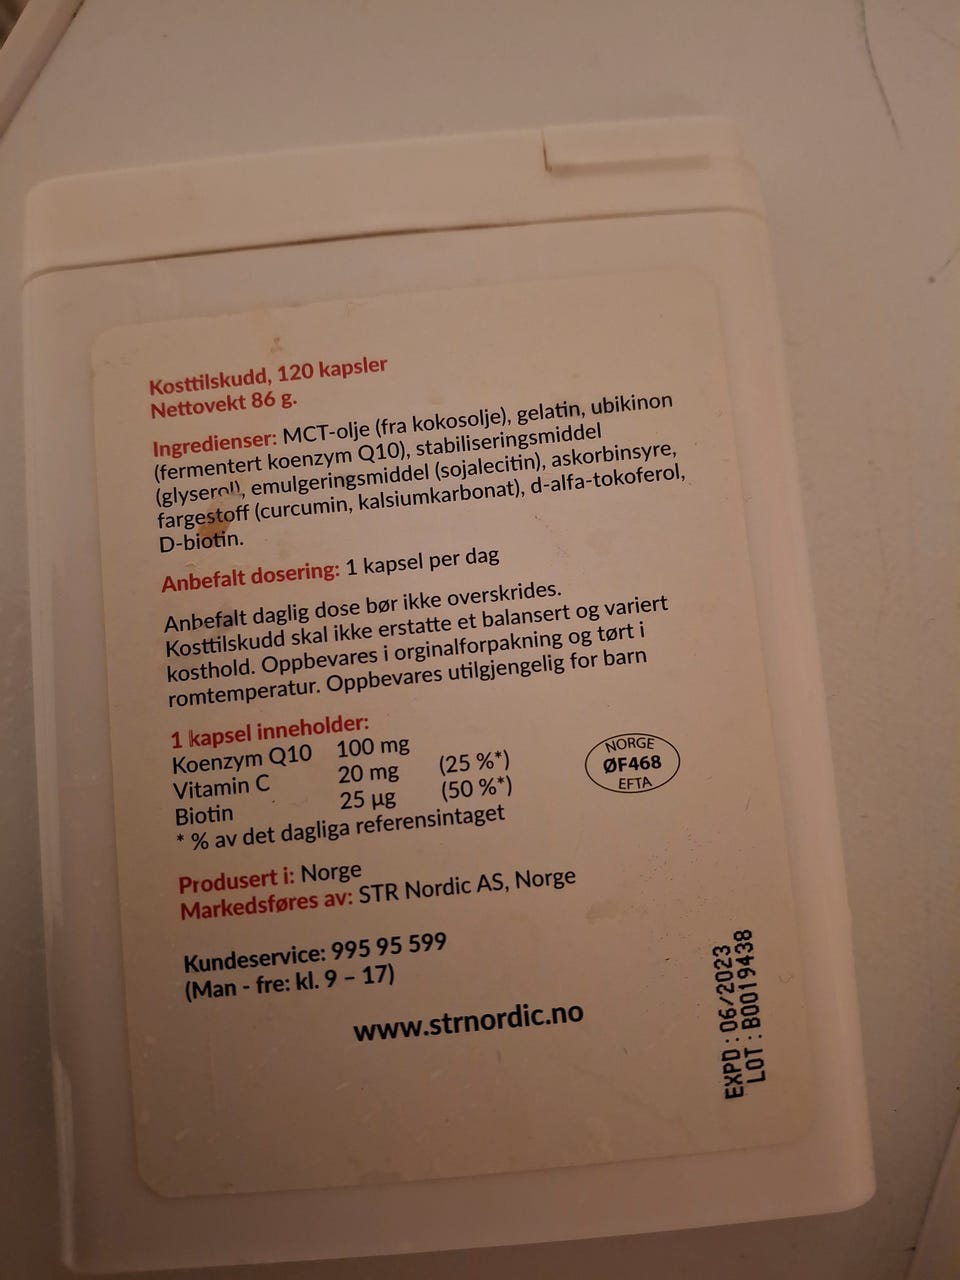 Kosttilskudd, 120 kapsler
Nettovekt 86 g.
Ingredienser: MCT-olje (fra kokosolje), gelatin, ubikinon
(fermentert koenzym Q10), stabiliseringsmiddel
(glyserol), emulgeringsmiddel (sojalecitin), askorbinsyre,
fargestoff (curcumin, kalsiumkarbonat), d-alfa-tokoferol,
D-biotin.
Anbefalt dosering: 1 kapsel per dag
Anbefalt daglig dose bør ikke overskrides.
Kosttilskudd skal ikke erstatte et balansert og variert
kosthold. Oppbevares i orginalforpakning og tørt i
romtemperatur. Oppbevares utilgjengelig for barn
1 kapsel inneholder:
Koenzym Q10 100 mg
Vitamin C 20 mg (25 %*)
Biotin 25 µg (50 %*)
* % av det dagliga referensintaget
NORGE
ØF468
EFTA
Produsert i: Norge
Markedsføres av: STR Nordic AS, Norge
Kundeservice: 995 95 599
(Man - fre: kl. 9 – 17)
www.strnordic.no
EXPD: 06/2023
LOT: B0019438